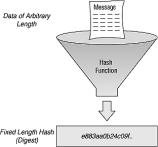 Message
Data of Arbitrary
Length
Hash
Function
Fixed Length Hash
(Digest)
e883aa0b24c09f..